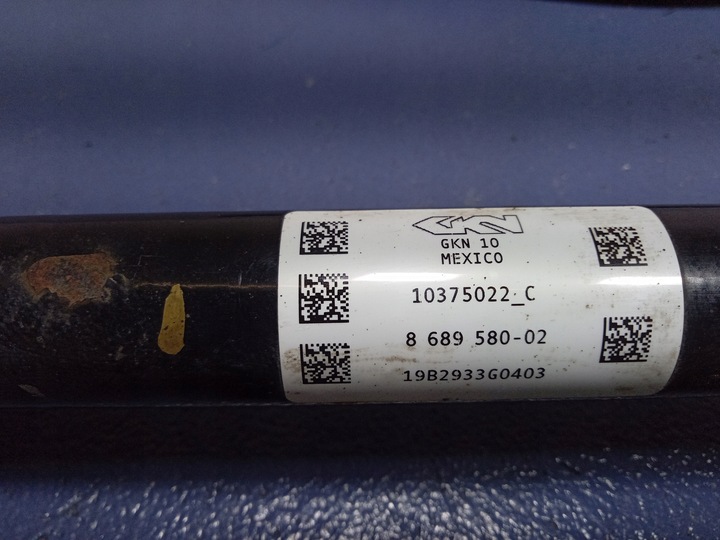 GKN
GKN 10
MEXICO
10375022_C
8 689 580-02
19B2933G0403